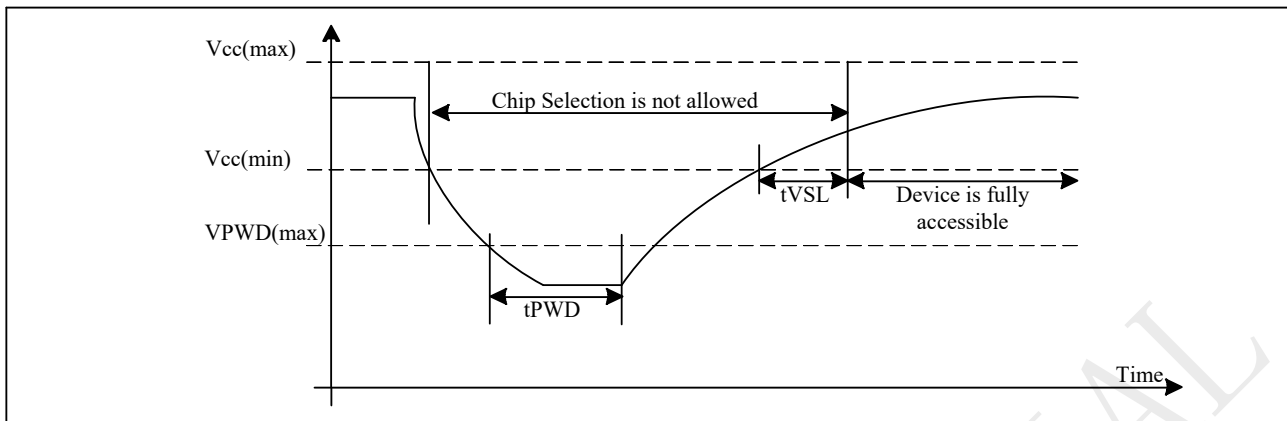 Vcc(max)
Chip Selection is not allowed
Vcc(min)
tVSL
Device is fully
accessible
VPWD(max)
tPWD
Time